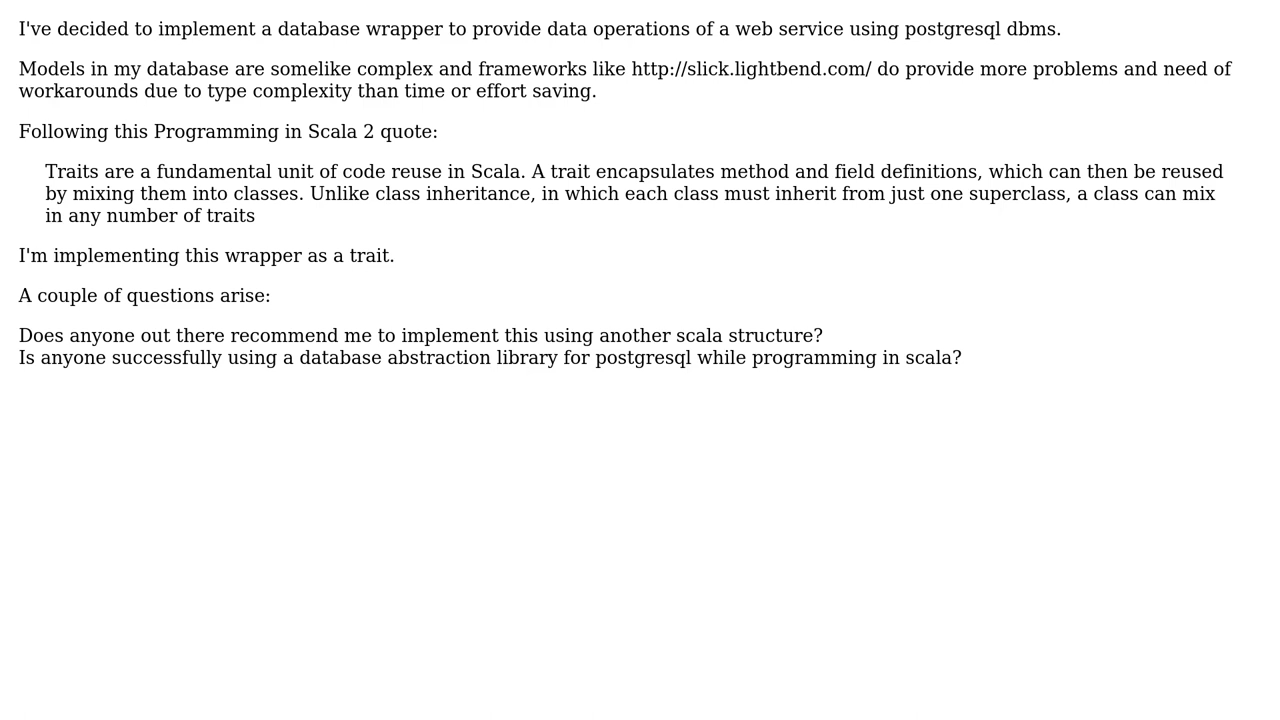 I've decided to implement a database wrapper to provide data operations of a web service using postgresql dbms.
Models in my database are somelike complex and frameworks like http://slick.lightbend.com/ do provide more problems and need of
workarounds due to type complexity than time or effort saving.
Following this Programming in Scala 2 quote:
Traits are a fundamental unit of code reuse in Scala. A trait encapsulates method and field definitions, which can then be reused
by mixing them into classes. Unlike class inheritance, in which each class must inherit from just one superclass, a class can mix
in any number of traits
I'm implementing this wrapper as a trait.
A couple of questions arise:
Does anyone out there recommend me to implement this using another scala structure?
Is anyone successfully using a database abstraction library for postgresql while programming in scala?